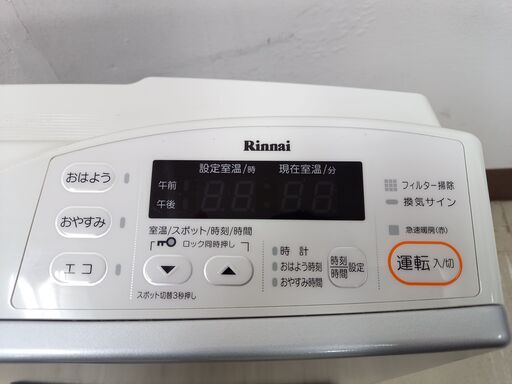 Rinnai
設定室温/時 現在室温/分
午前
午後
おはよう
おやすみ
エコ
室温/スポット/時刻/時間
ロック同時押し
▼ ▲
スポット切替3秒押し
時計
おはよう時刻
おやすみ時間
時刻
時間
設定
フィルター掃除
換気サイン
急速暖房(赤)
運転 入/切